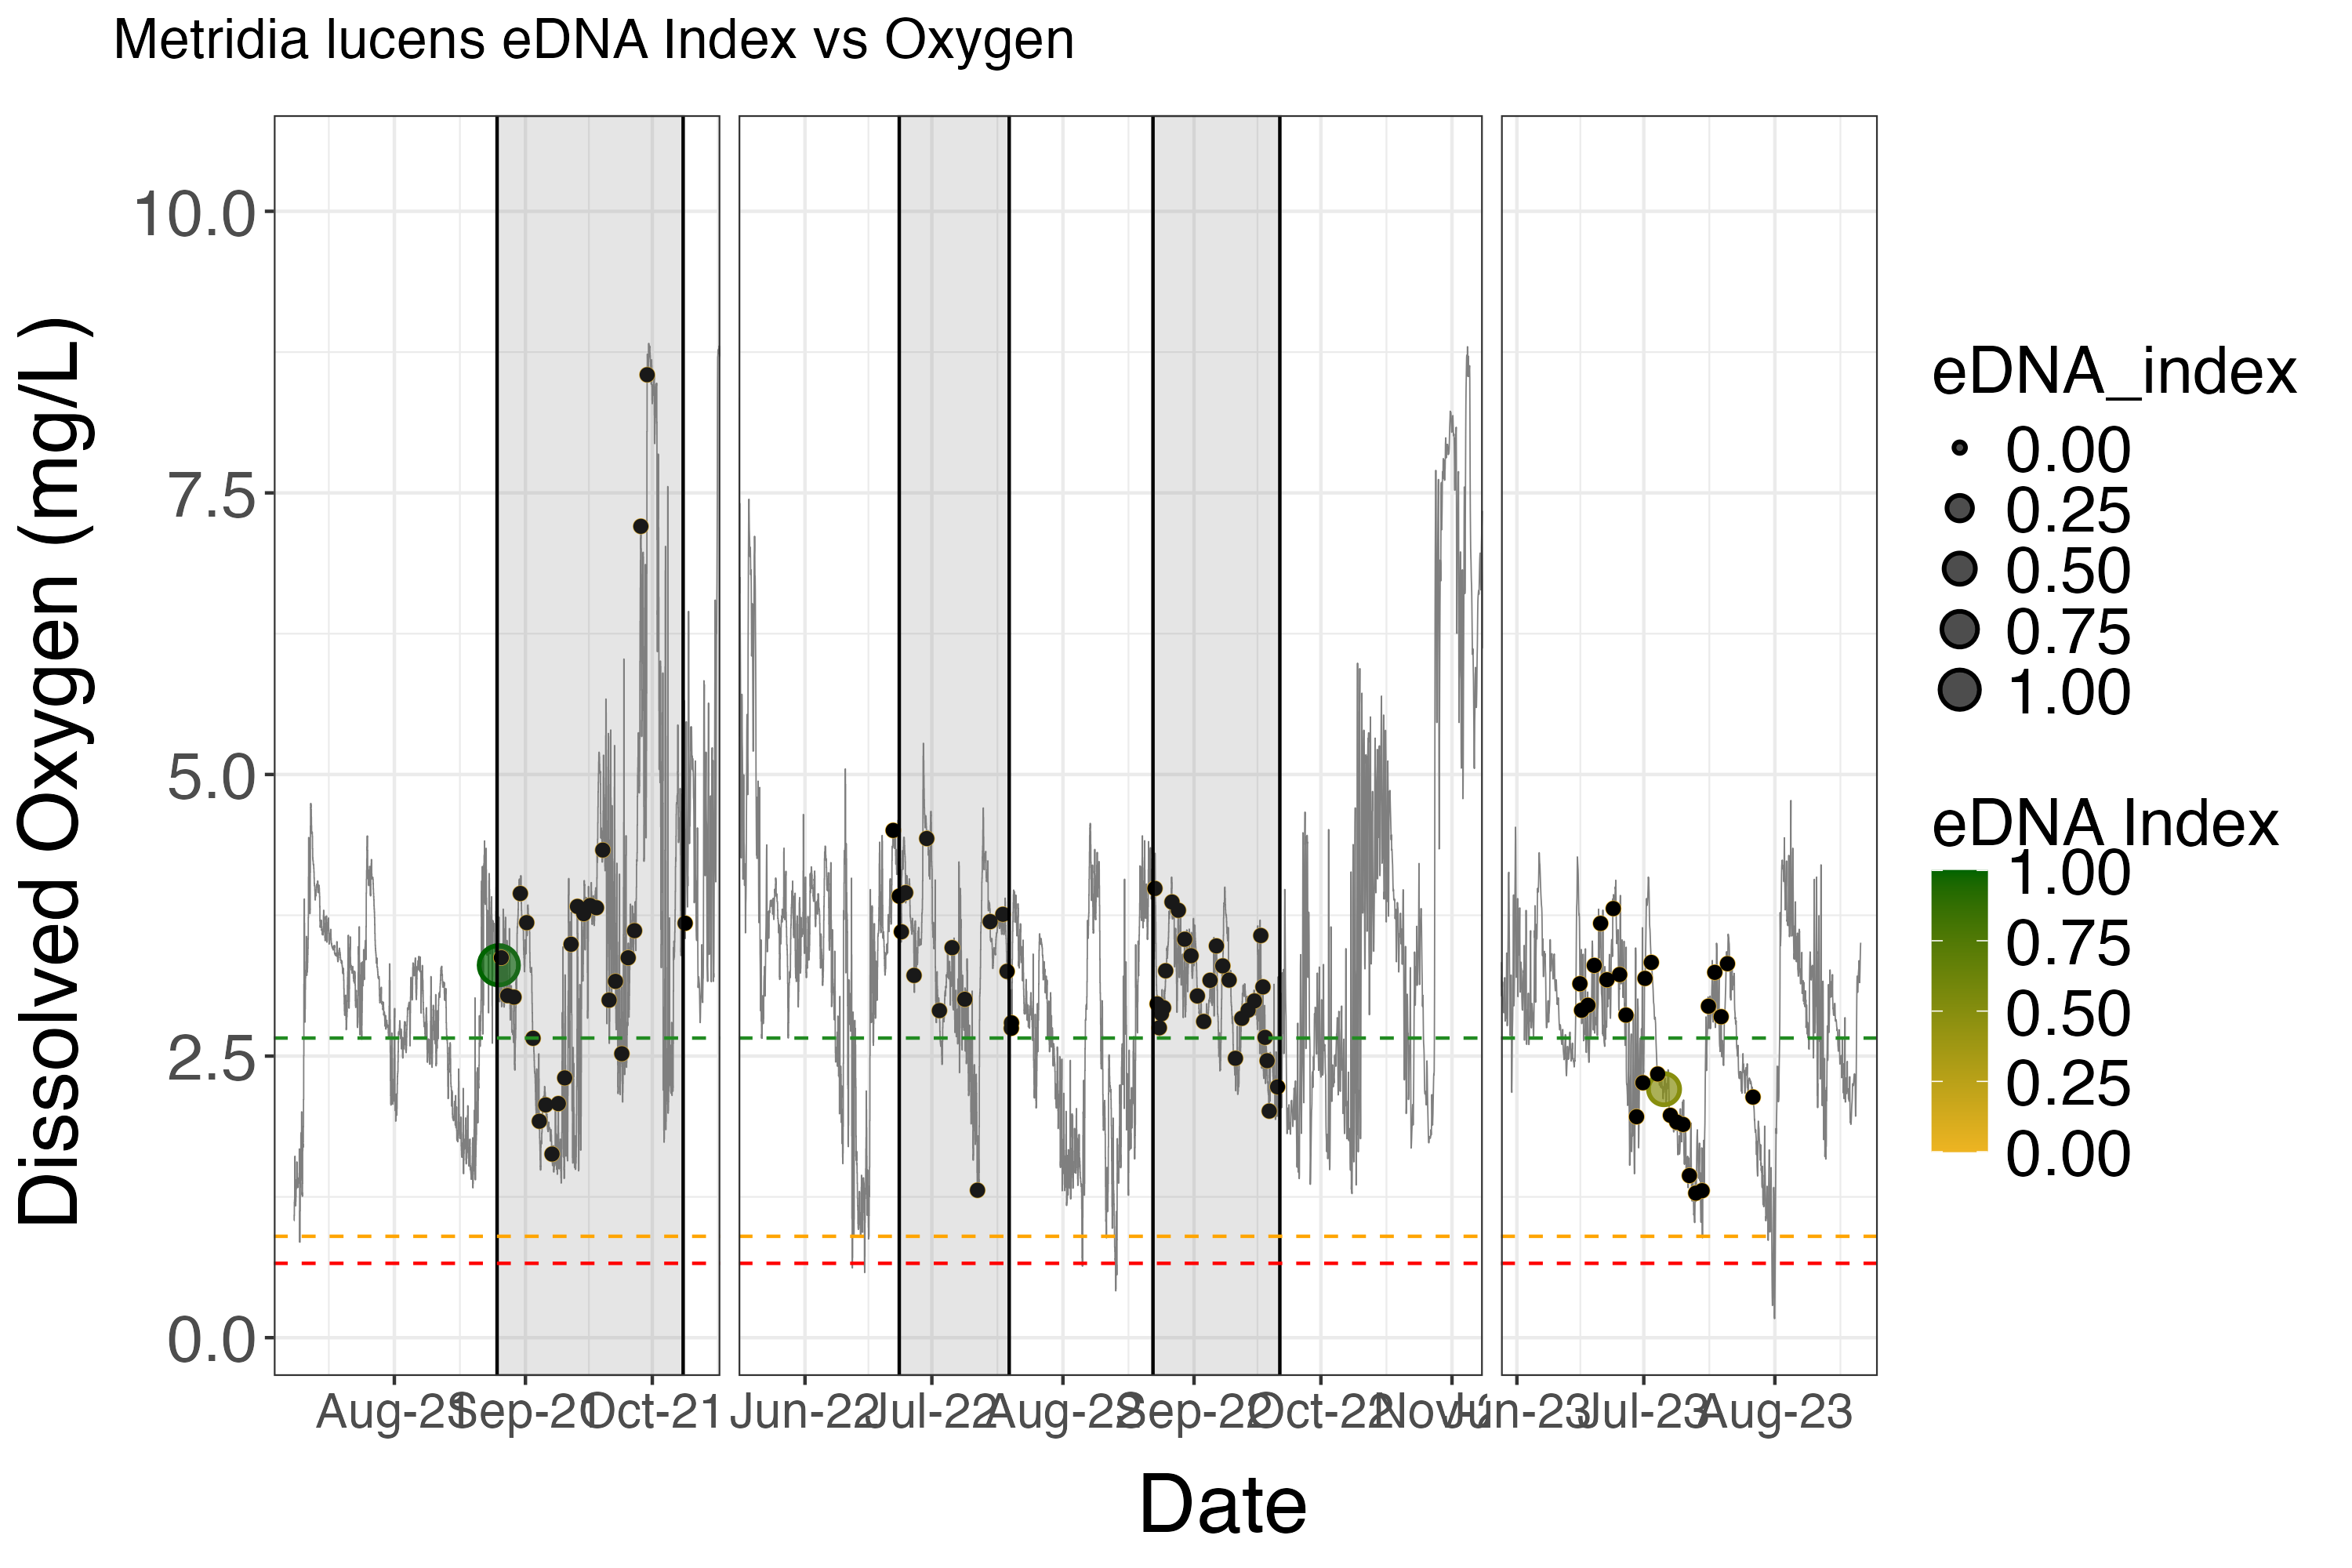 Metridia lucens eDNA Index vs Oxygen
Dissolved Oxygen (mg/L)
10.0
7.5
5.0
2.5
0.0
Aug-21 Sep-21 Oct-21 Jun-22 Jul-22 Aug-22 Sep-22 Oct-22 Nov-22 Jun-23 Jul-23 Aug-23
Date
eDNA_index
0.00
0.25
0.50
0.75
1.00
eDNA Index
1.00
0.75
0.50
0.25
0.00